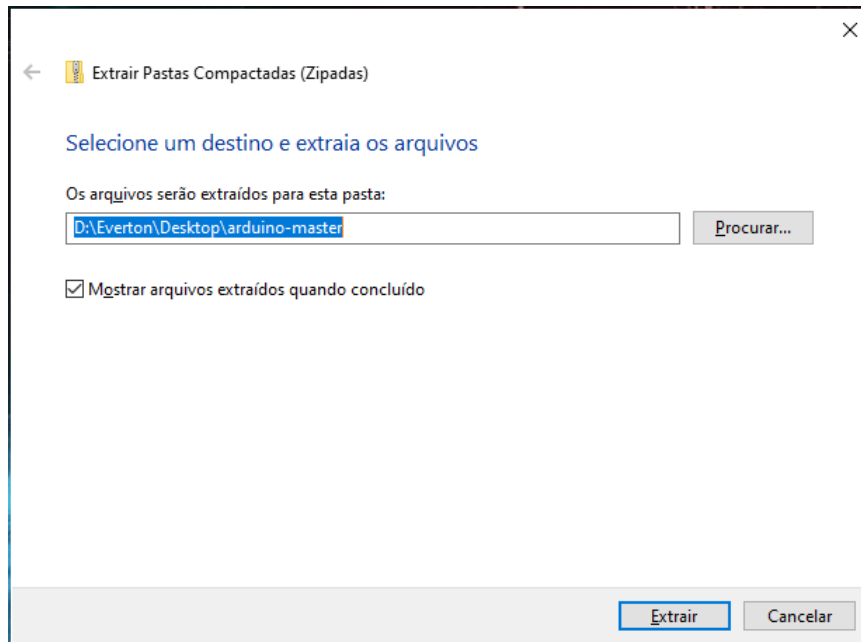 Extrair Pastas Compactadas (Zipadas)
Selecione um destino e extraia os arquivos
Os arquivos serão extraídos para esta pasta:
D:\Everton\Desktop\arduino-master
Procurar...
Mostrar arquivos extraídos quando concluído
Extrair
Cancelar